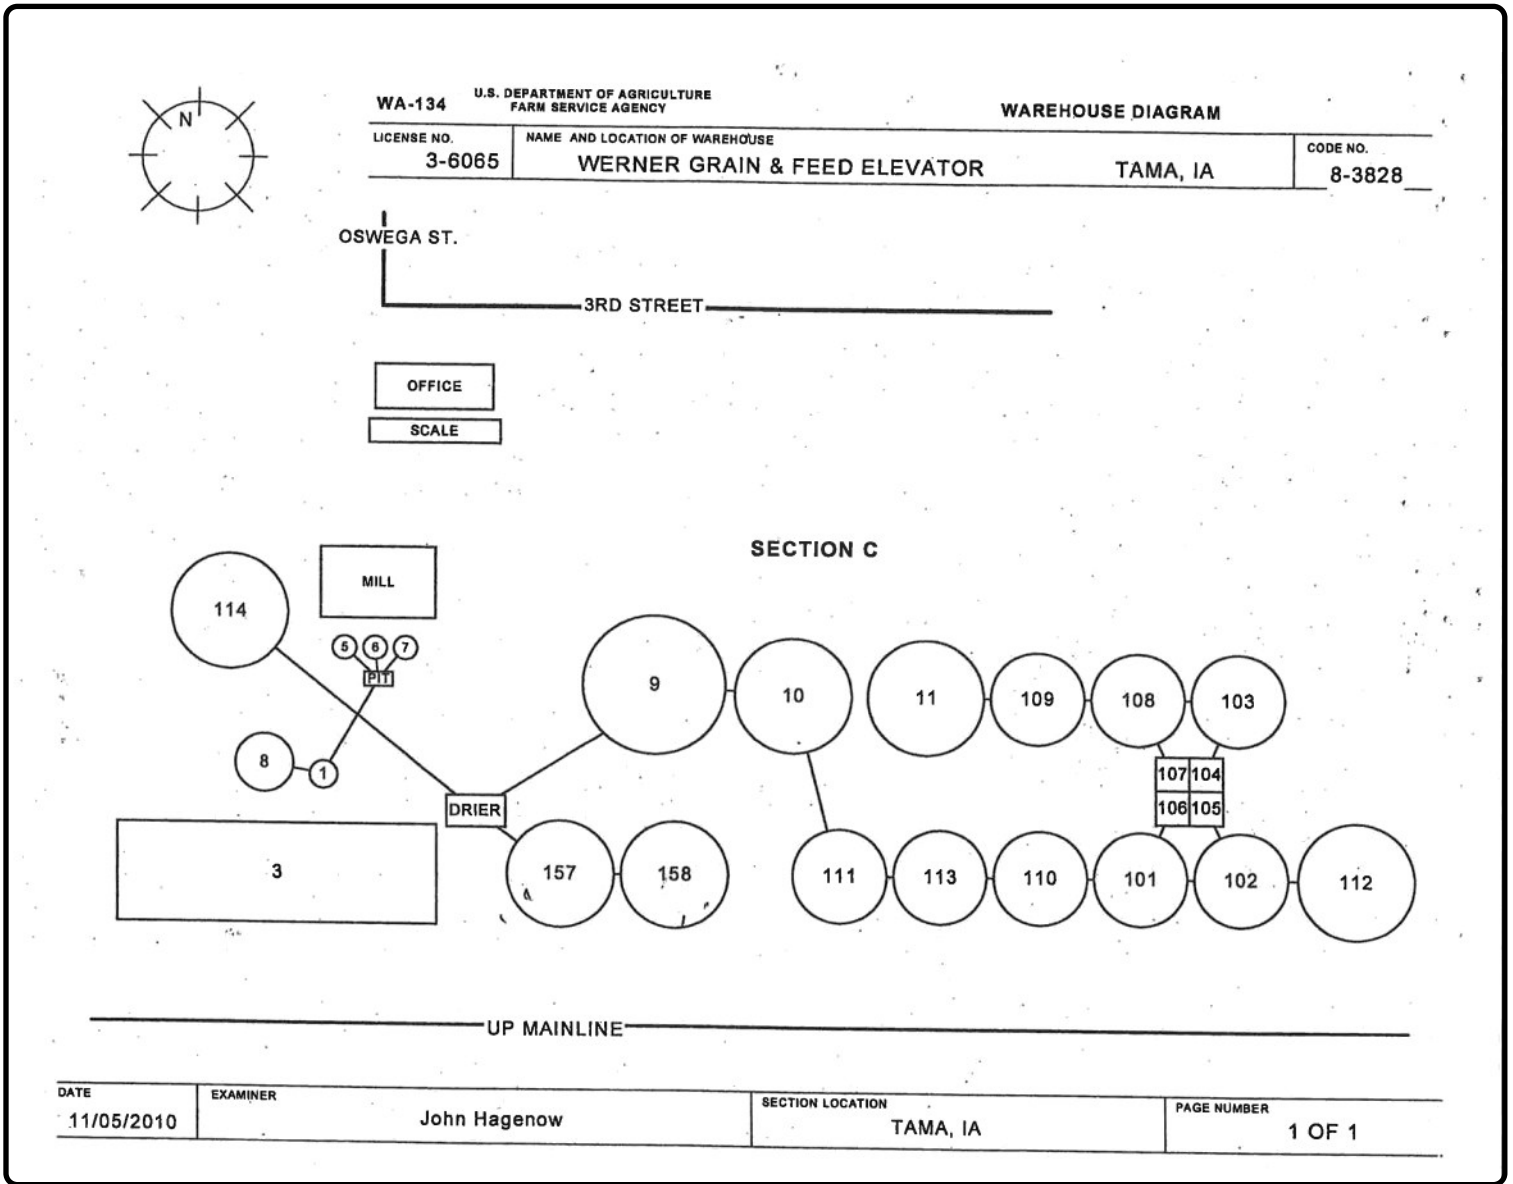 N
WA-134
U.S. DEPARTMENT OF AGRICULTURE
FARM SERVICE AGENCY
WAREHOUSE DIAGRAM
LICENSE NO.
3-6065
NAME AND LOCATION OF WAREHOUSE
WERNER GRAIN & FEED ELEVATOR
TAMA, IA
CODE NO.
8-3828
OSWEGA ST.
3RD STREET
OFFICE
SCALE
SECTION C
MILL
114
5 6 7
PIT
8
1
9
10
11
109
108
103
107 104
106 105
DRIER
3
157
158
111
113
110
101
102
112
UP MAINLINE
DATE
11/05/2010
EXAMINER
John Hagenow
SECTION LOCATION
TAMA, IA
PAGE NUMBER
1 OF 1